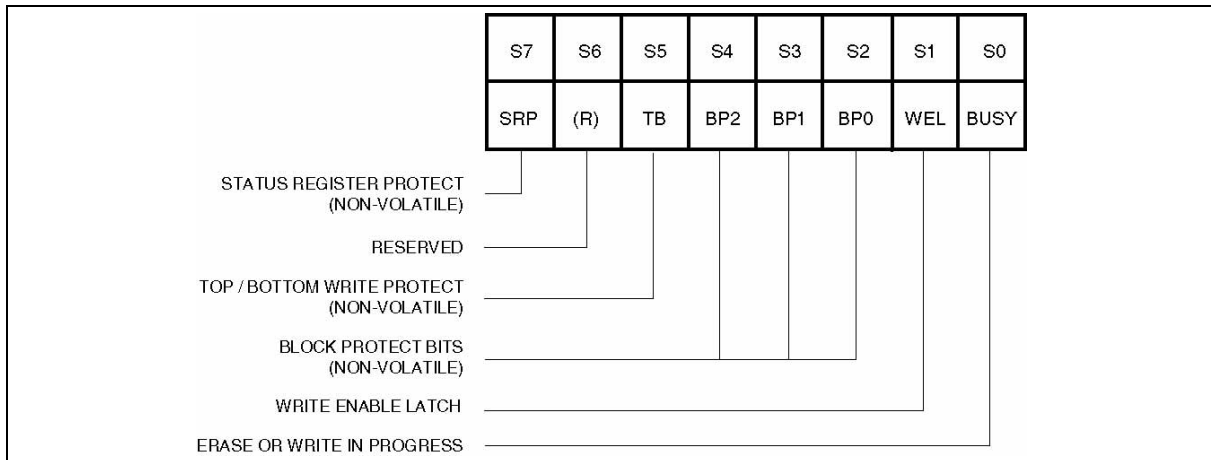 S7 S6 S5 S4 S3 S2 S1 S0
SRP (R) TB BP2 BP1 BP0 WEL BUSY
STATUS REGISTER PROTECT
(NON-VOLATILE)
RESERVED
TOP / BOTTOM WRITE PROTECT
(NON-VOLATILE)
BLOCK PROTECT BITS
(NON-VOLATILE)
WRITE ENABLE LATCH
ERASE OR WRITE IN PROGRESS